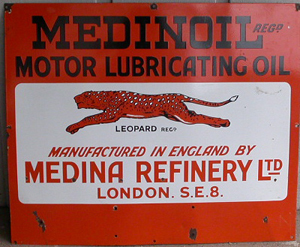 MEDINOIL REGD
MOTOR LUBRICATING OIL
LEOPARD REGD
MANUFACTURED IN ENGLAND BY
MEDINA REFINERY LTD
LONDON. S.E.8.